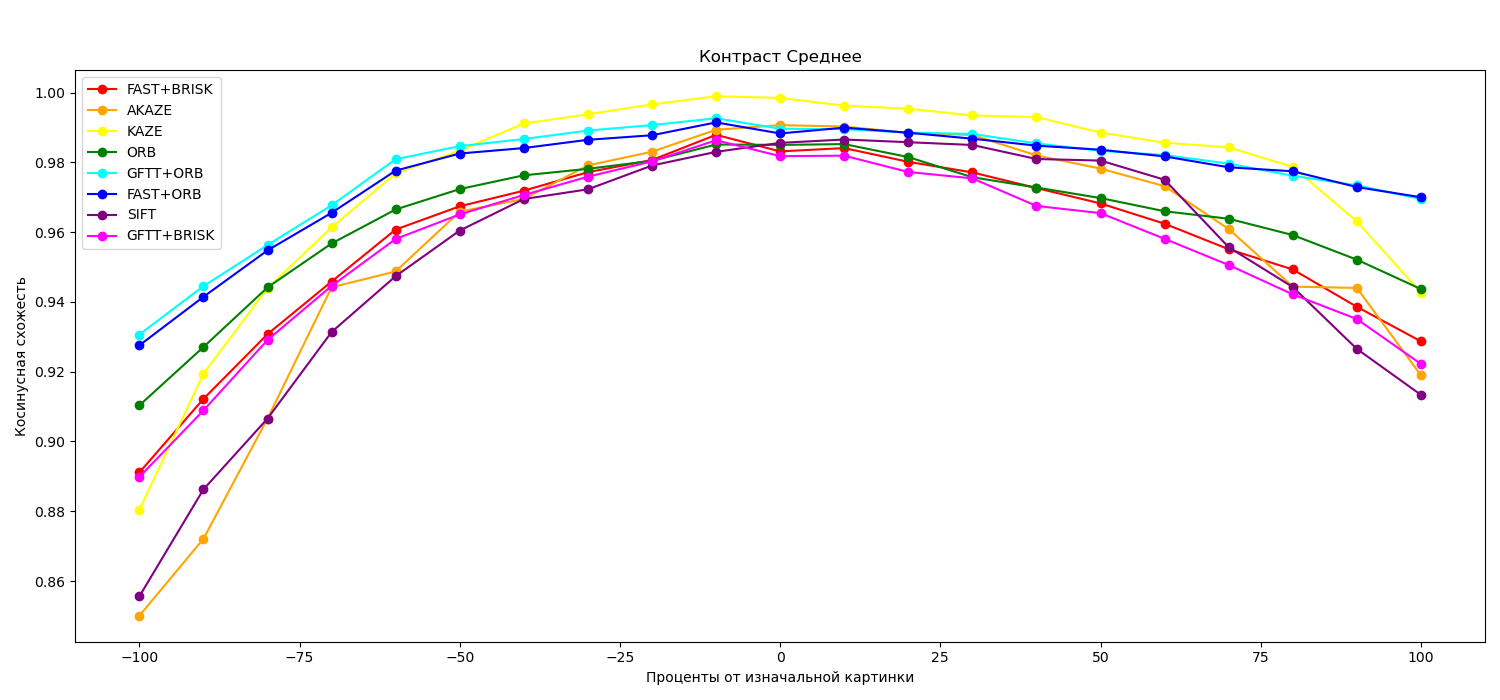 Контраст Среднее
FAST+BRISK
AKAZE
KAZE
ORB
GFTT+ORB
FAST+ORB
SIFT
GFTT+BRISK
1.00
0.98
0.96
0.94
0.92
0.90
0.88
0.86
Косинусная схожесть
−100 −75 −50 −25 0 25 50 75 100
Проценты от изначальной картинки